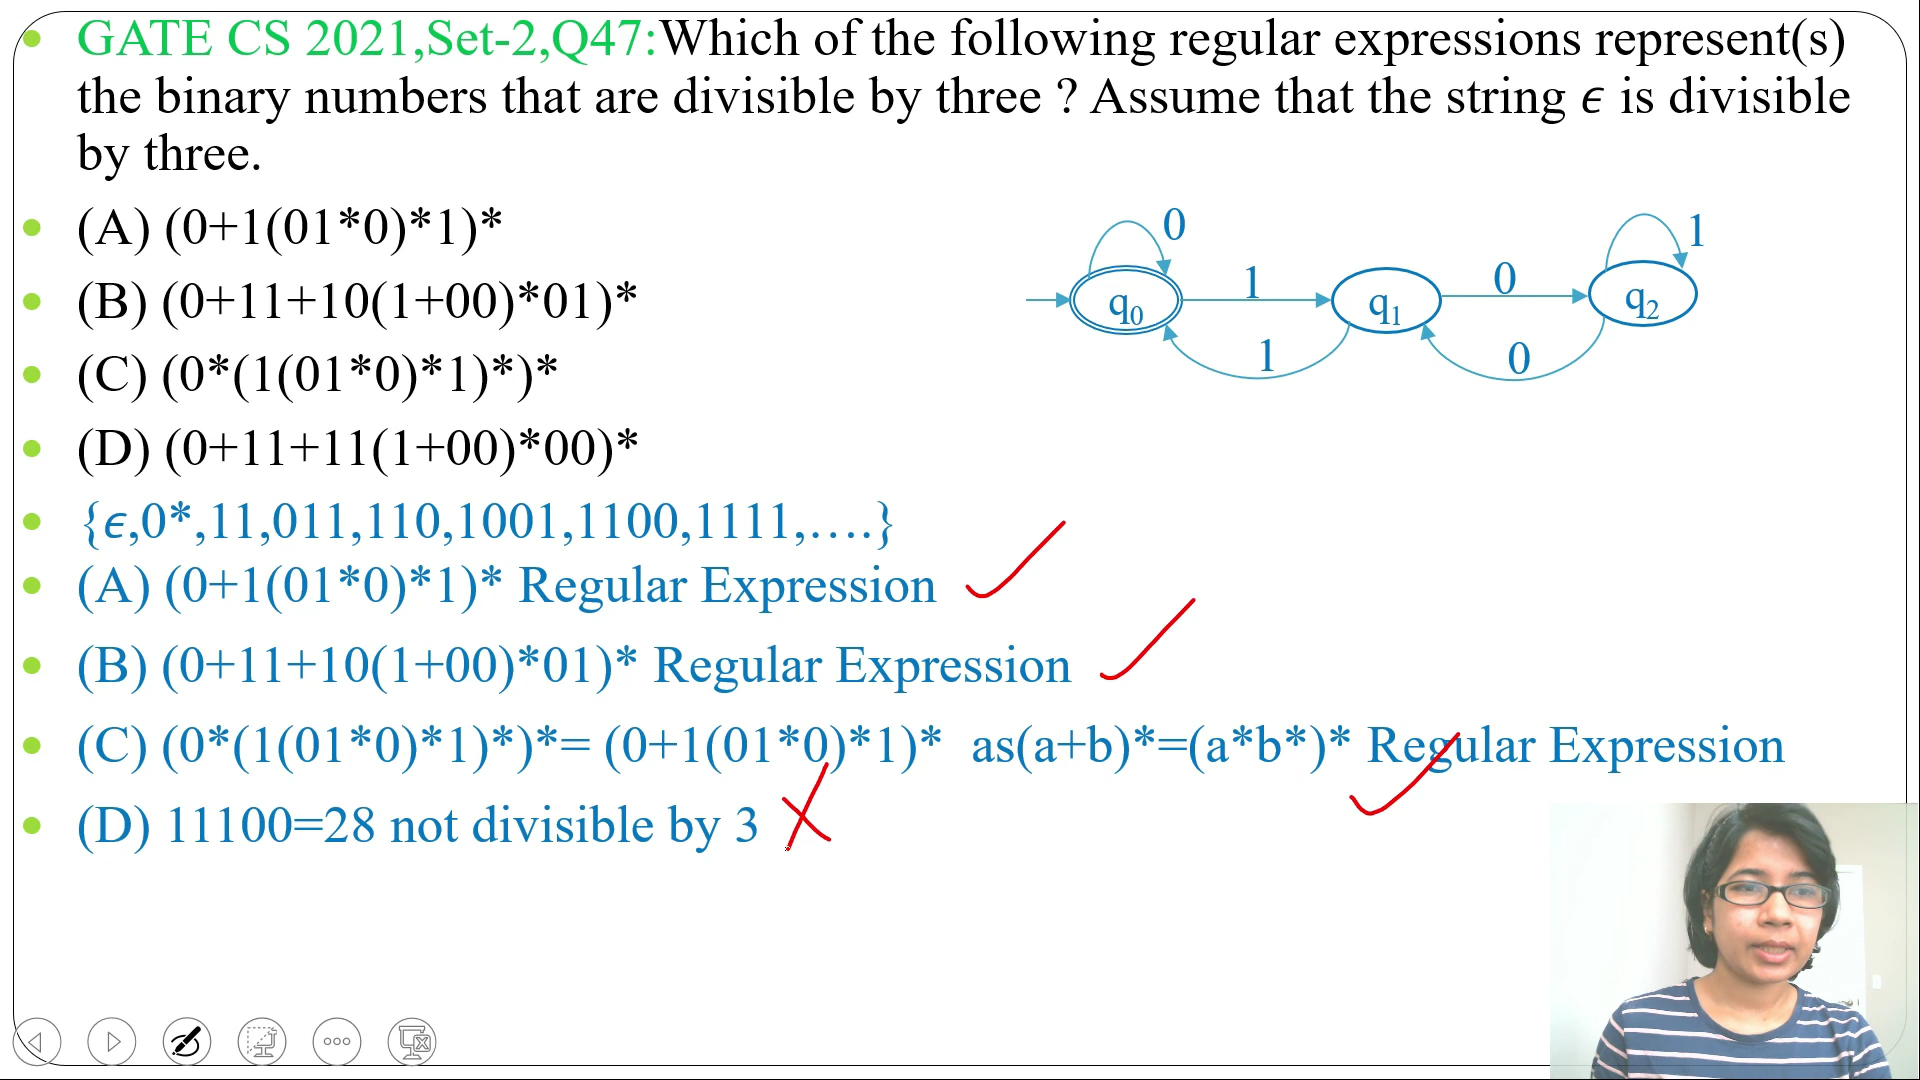 GATE CS 2021,Set-2,Q47:Which of the following regular expressions represent(s)
the binary numbers that are divisible by three ? Assume that the string ϵ is divisible
by three.
(A) (0+1(01*0)*1)*
(B) (0+11+10(1+00)*01)*
(C) (0*(1(01*0)*1)*)*
(D) (0+11+11(1+00)*00)*
0
1
0
1
q0
q1
q2
1
0
{ϵ,0*,11,011,110,1001,1100,1111,….}
(A) (0+1(01*0)*1)* Regular Expression
(B) (0+11+10(1+00)*01)* Regular Expression
(C) (0*(1(01*0)*1)*)*= (0+1(01*0)*1)* as(a+b)*=(a*b*)* Regular Expression
(D) 11100=28 not divisible by 3